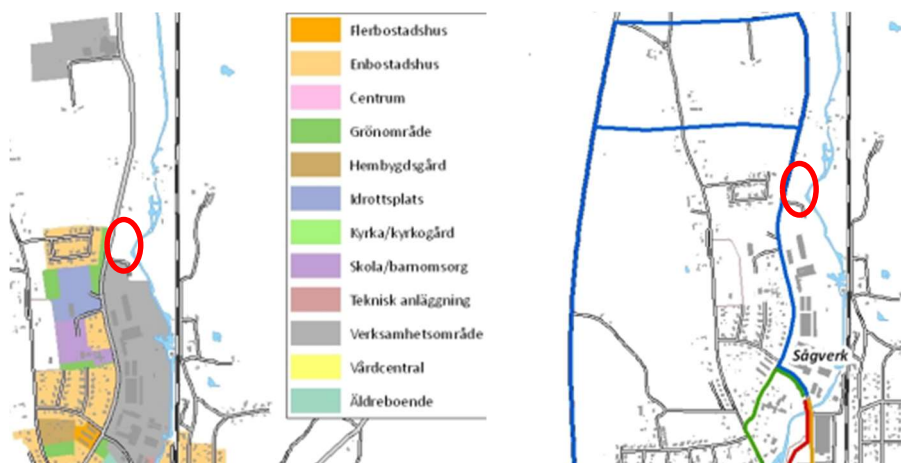 Flerbostadshus
Enbostadshus
Centrum
Grönområde
Hembygdsgård
Idrottsplats
Kyrka/kyrkogård
Skola/barnomsorg
Teknisk anläggning
Verksamhetsområde
Vårdcentral
Äldreboende
Sågverk